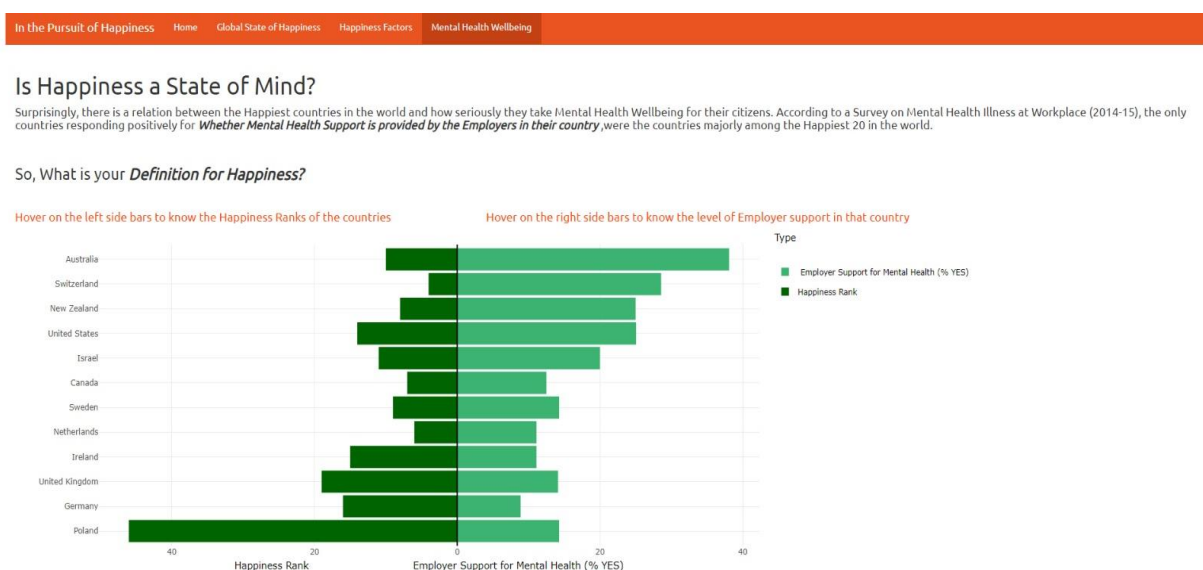 In the Pursuit of Happiness Home Global State of Happiness Happiness Factors Mental Health Wellbeing
Is Happiness a State of Mind?
Surprisingly, there is a relation between the Happiest countries in the world and how seriously they take Mental Health Wellbeing for their citizens. According to a Survey on Mental Health Illness at Workplace (2014-15), the only
countries responding positively for Whether Mental Health Support is provided by the Employers in their country ,were the countries majorly among the Happiest 20 in the world.
So, What is your Definition for Happiness?
Hover on the left side bars to know the Happiness Ranks of the countries
Hover on the right side bars to know the level of Employer support in that country
Type
Employer Support for Mental Health (% YES)
Happiness Rank
Australia
Switzerland
New Zealand
United States
Israel
Canada
Sweden
Netherlands
Ireland
United Kingdom
Germany
Poland
40 20 0 20 40
Happiness Rank Employer Support for Mental Health (% YES)